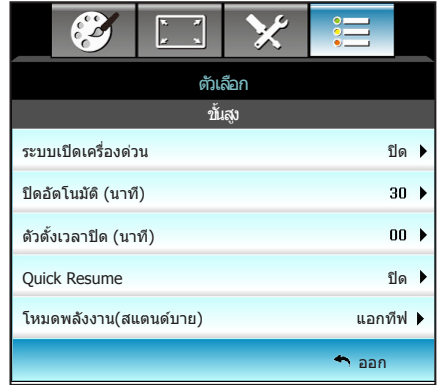 ตัวเลือก
ขั้นสูง
ระบบเปิดเครื่องด่วน ปิด
ปิดอัตโนมัติ (นาที) 30
ตัวตั้งเวลาปิด (นาที) 00
Quick Resume ปิด
โหมดพลังงาน(สแตนด์บาย) แอกทีฟ
ออก